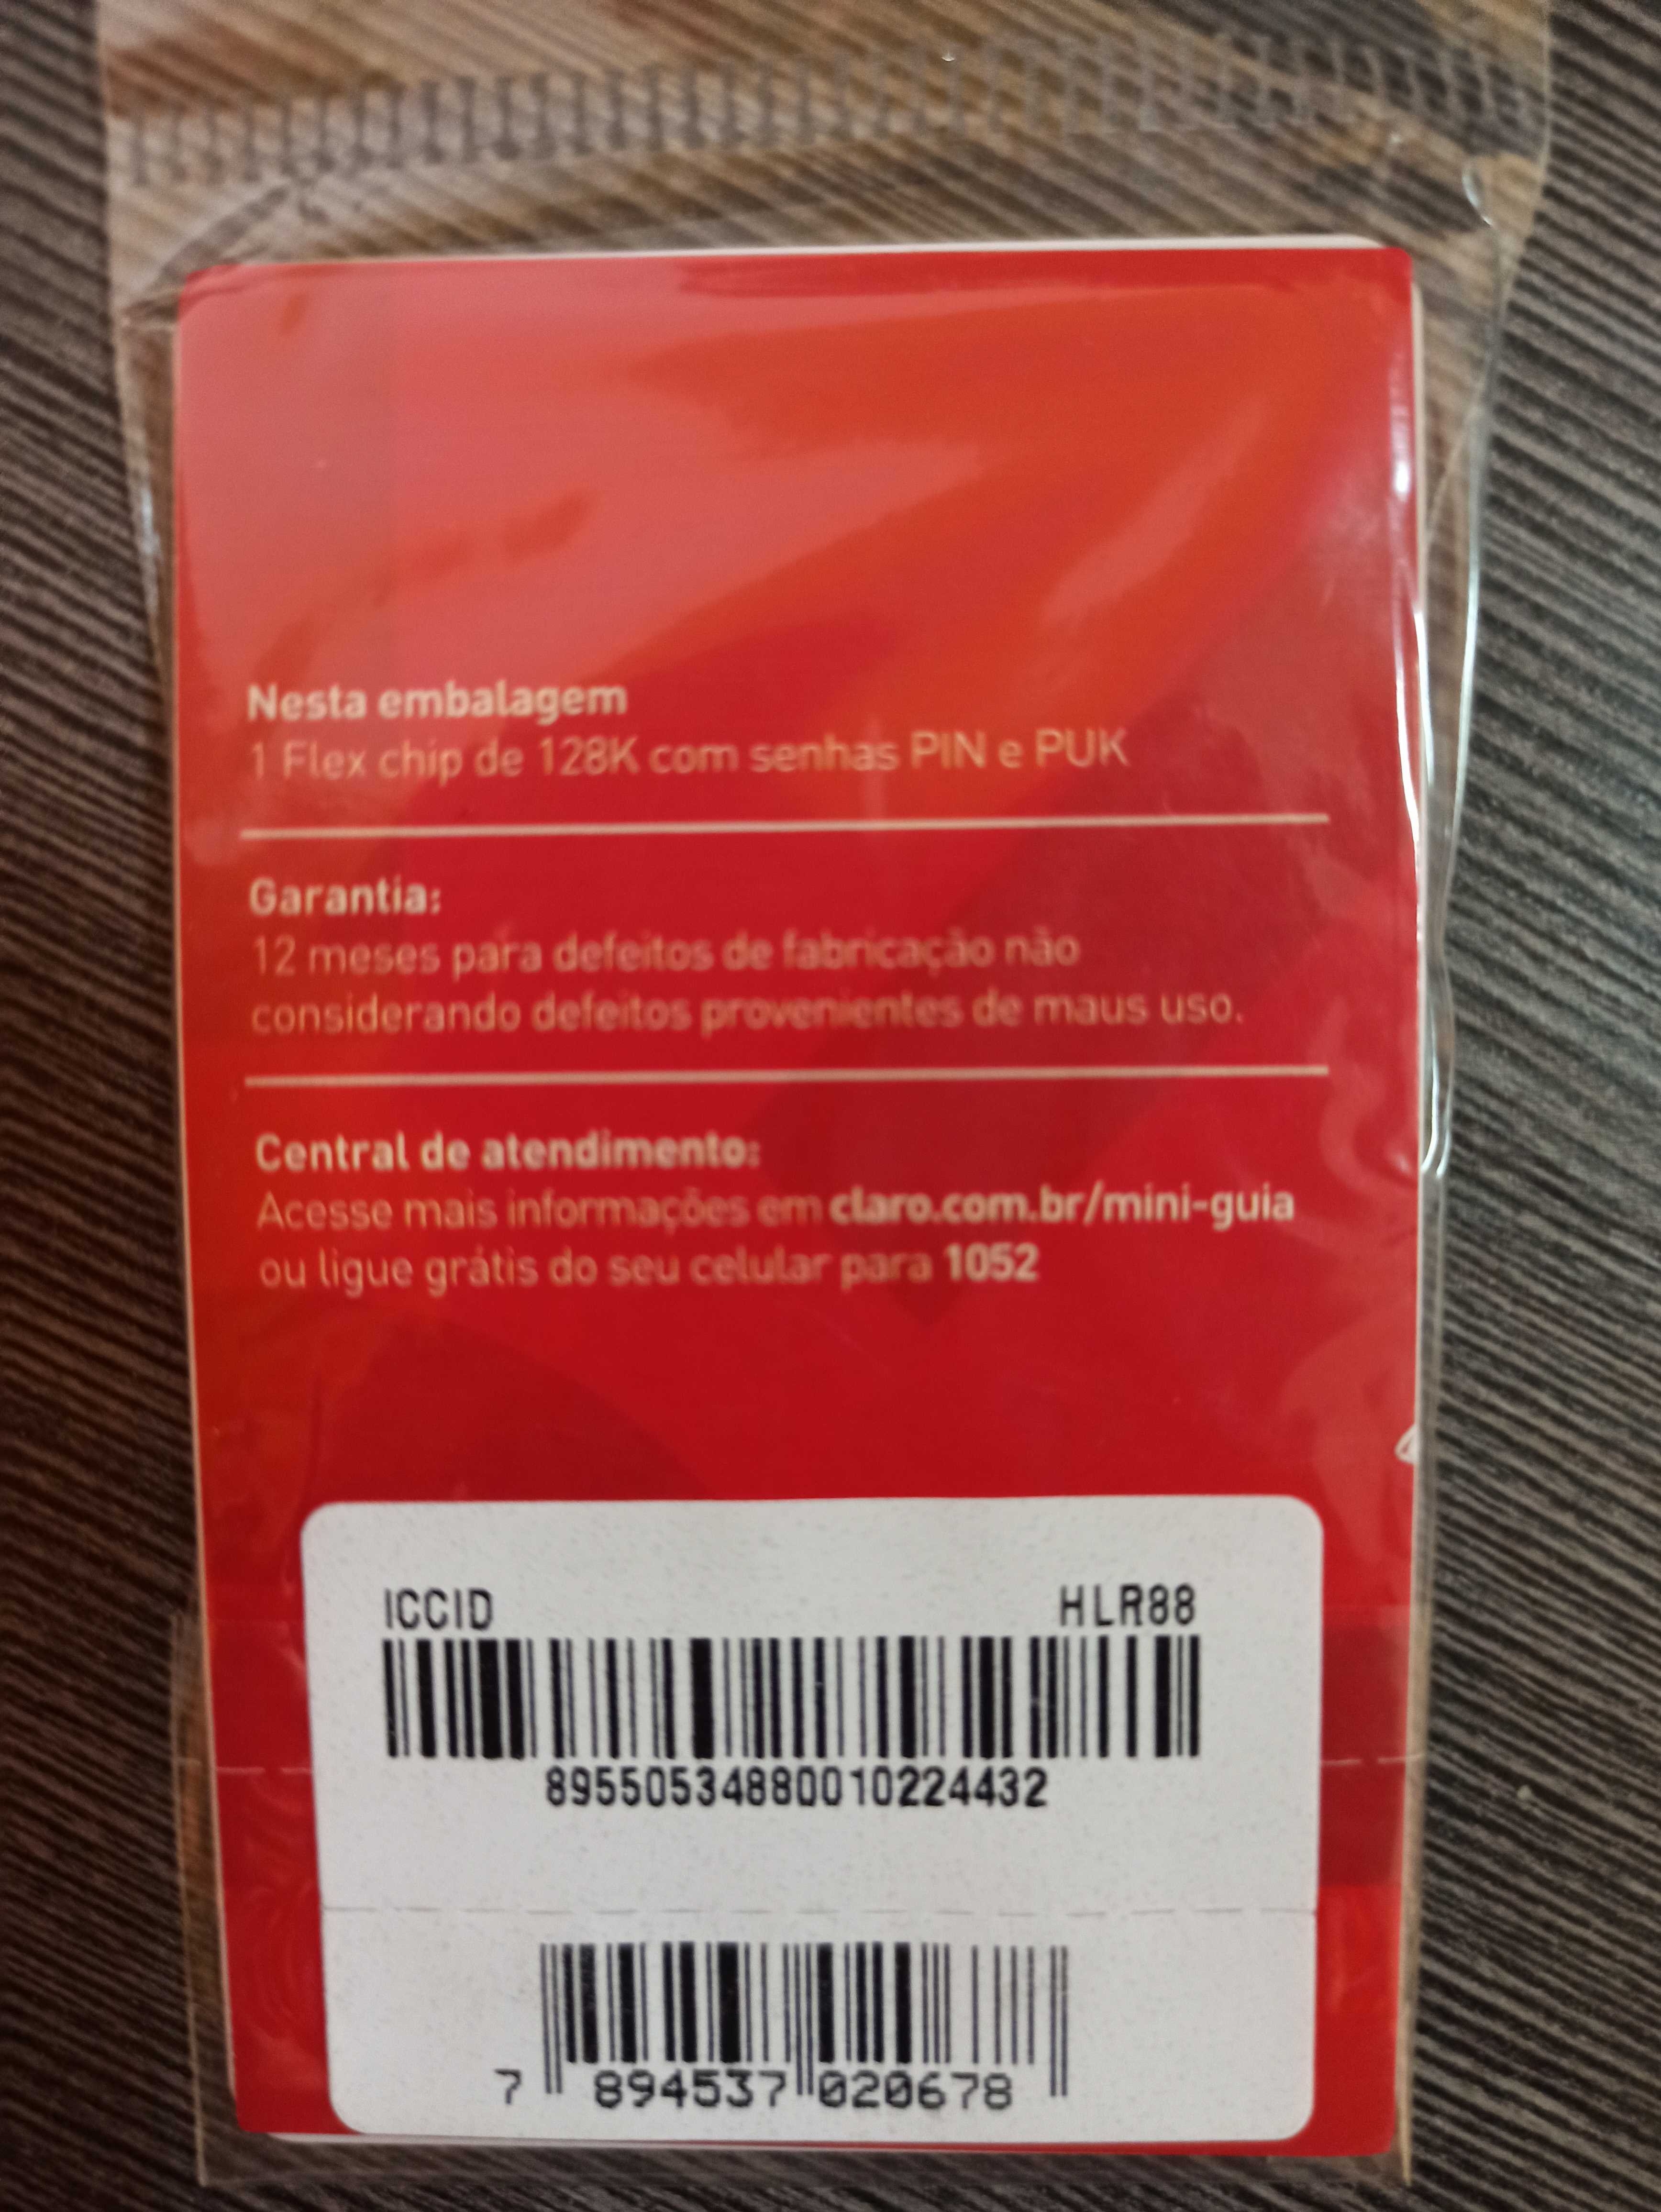 Nesta embalagem
1 Flex chip de 128K com senhas PIN e PUK
Garantia:
12 meses para defeitos de fabricação não
considerando defeitos provenientes de maus uso.
Central de atendimento:
Acesse mais informações em claro.com.br/mini-guia
ou ligue grátis do seu celular para 1052
ICCID HLR88
89550534880010224432
7 894537 020678